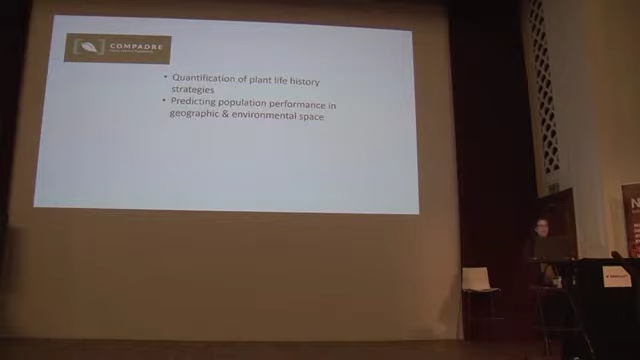 COMPADRE
• Quantification of plant life history
strategies
• Predicting population performance in
geographic & environmental space